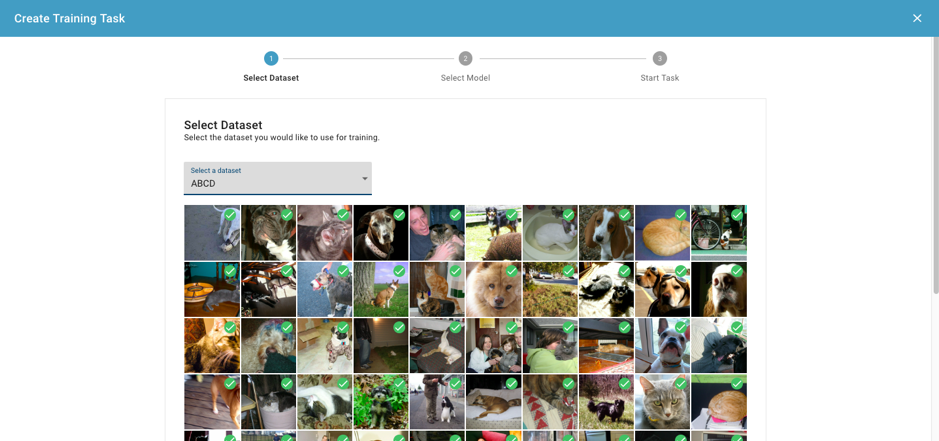 Create Training Task
1
2
3
Select Dataset
Select Model
Start Task
Select Dataset
Select the dataset you would like to use for training.
Select a dataset
ABCD